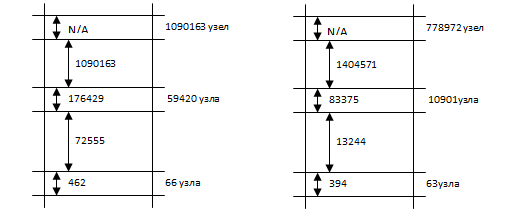 N/A
1090163 узел
1090163
176429
59420 узла
72555
462
66 узла
N/A
778972 узел
1404571
83375
10901узла
13244
394
63узла